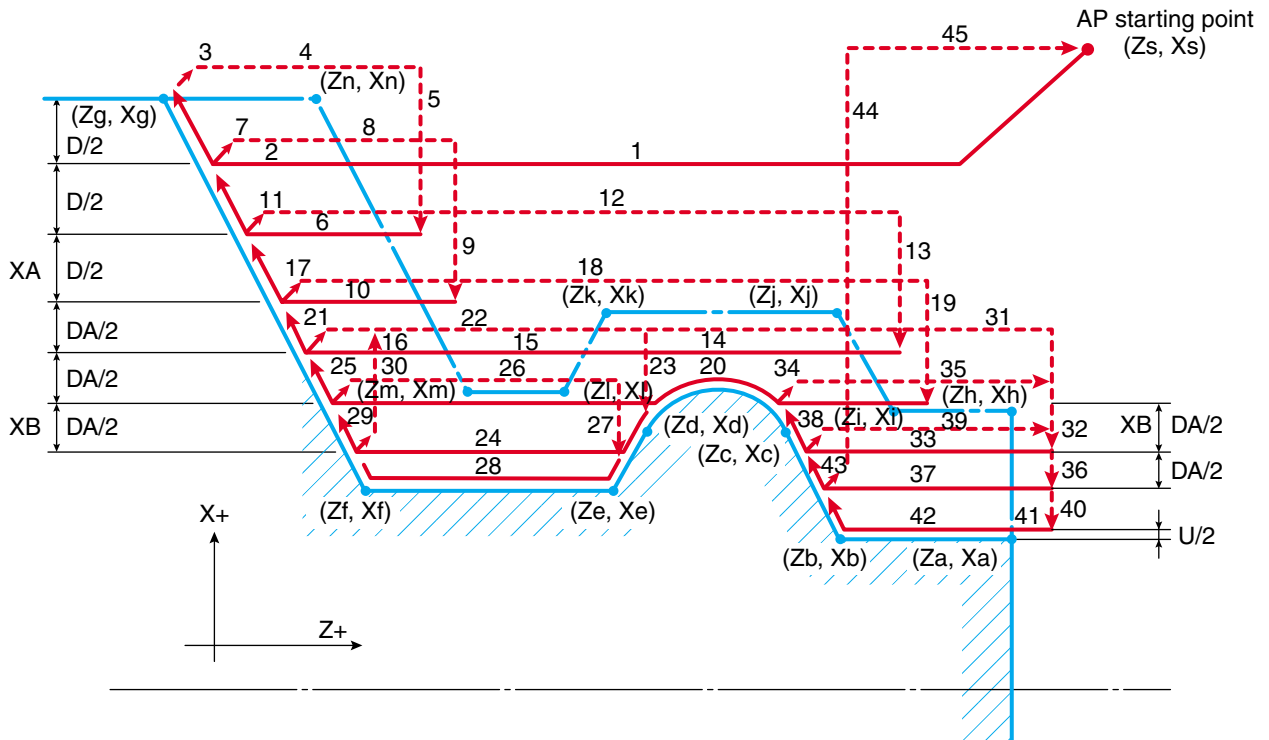 AP starting point
(Zs, Xs)
45
3
4
(Zn, Xn)
(Zg, Xg)
5
44
D/2
7
8
2
1
D/2
11
12
6
9
13
XA
D/2
17
18
10
(Zk, Xk)
(Zj, Xj)
19
DA/2
21
22
31
16
15
14
DA/2
25
30
26
23
20
34
35
(Zm, Xm)
(Zl, Xl)
(Zh, Xh)
XB
DA/2
29
27
(Zd, Xd)
(Zi, Xi)
38
39
32
XB
DA/2
24
(Zc, Xc)
33
28
43
37
36
DA/2
(Zf, Xf)
(Ze, Xe)
42
41
40
U/2
X+
(Zb, Xb)
(Za, Xa)
Z+